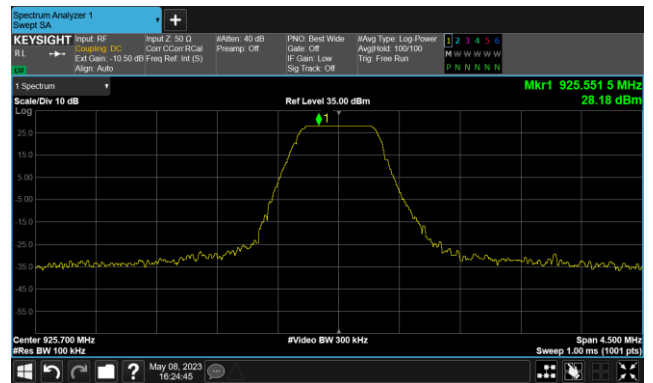 Spectrum Analyzer 1
Swept SA
+
KEYSIGHT
RL
Input: RF
Coupling: DC
Ext Gain: -10.50 dB
Align: Auto
Input Z: 50 Ω
Corr CCorr RCal
Freq Ref: Int (S)
#Atten: 40 dB
Preamp: Off
PNO: Best Wide
Gate: Off
IF Gain: Low
Sig Track: Off
#Avg Type: Log-Power
Avg|Hold: 100/100
Trig: Free Run
1 2 3 4 5 6
M W W W W W
P N N N N N
1 Spectrum
Mkr1 925.551 5 MHz
Scale/Div 10 dB
Ref Level 35.00 dBm
28.18 dBm
Log
1
25.0
15.0
5.00
-5.00
-15.0
-25.0
-35.0
-45.0
-55.0
Center 925.700 MHz
#Video BW 300 kHz
Span 4.500 MHz
#Res BW 100 kHz
Sweep 1.00 ms (1001 pts)
?
May 08, 2023
16:24:45